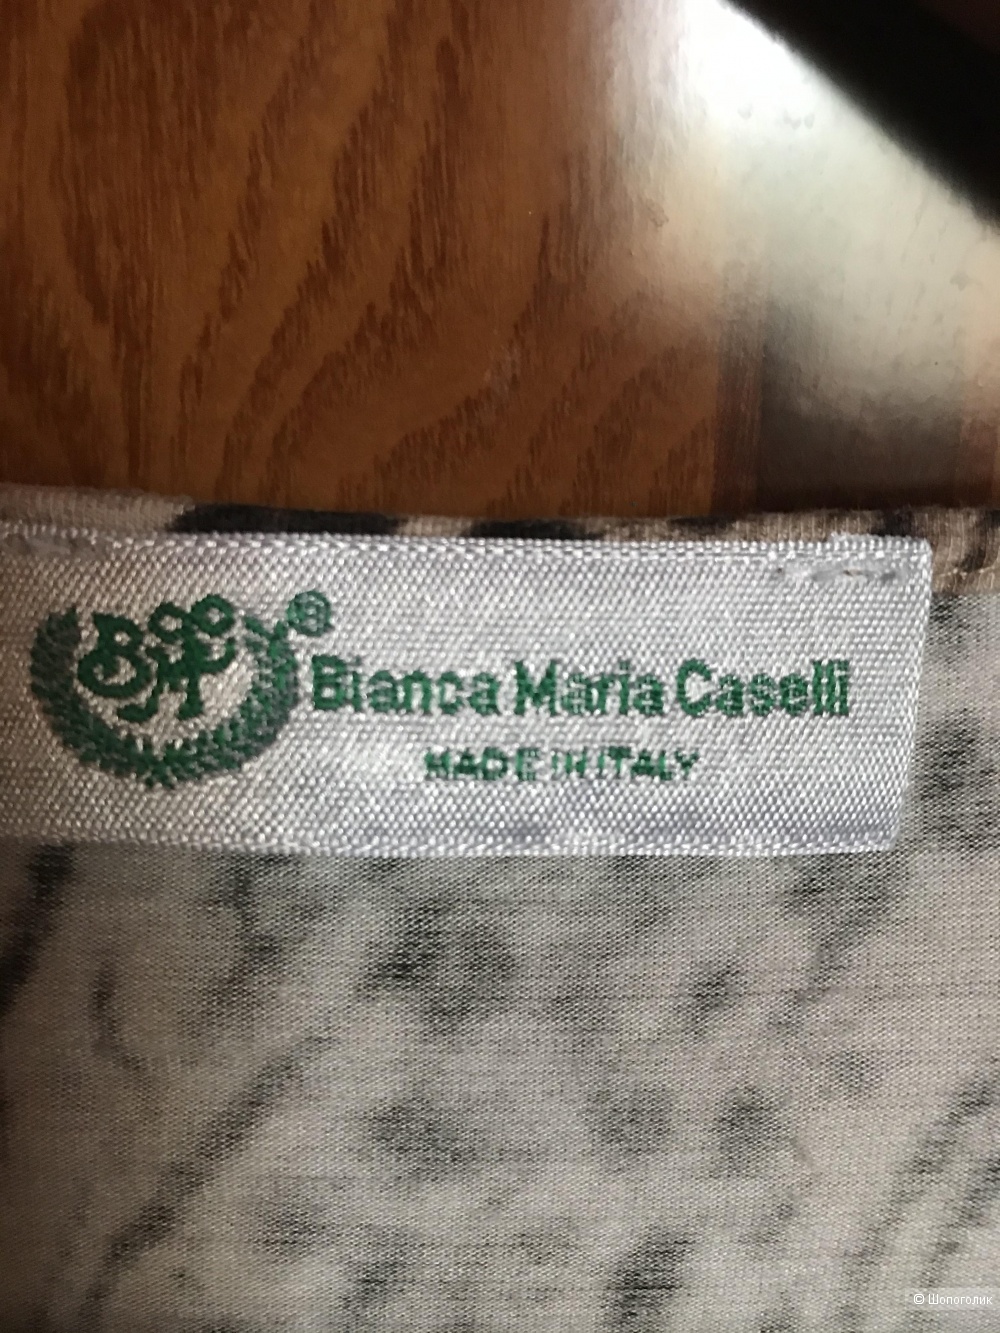 ®
Bianca Maria Caselli
MADE IN ITALY
© Шопоголик